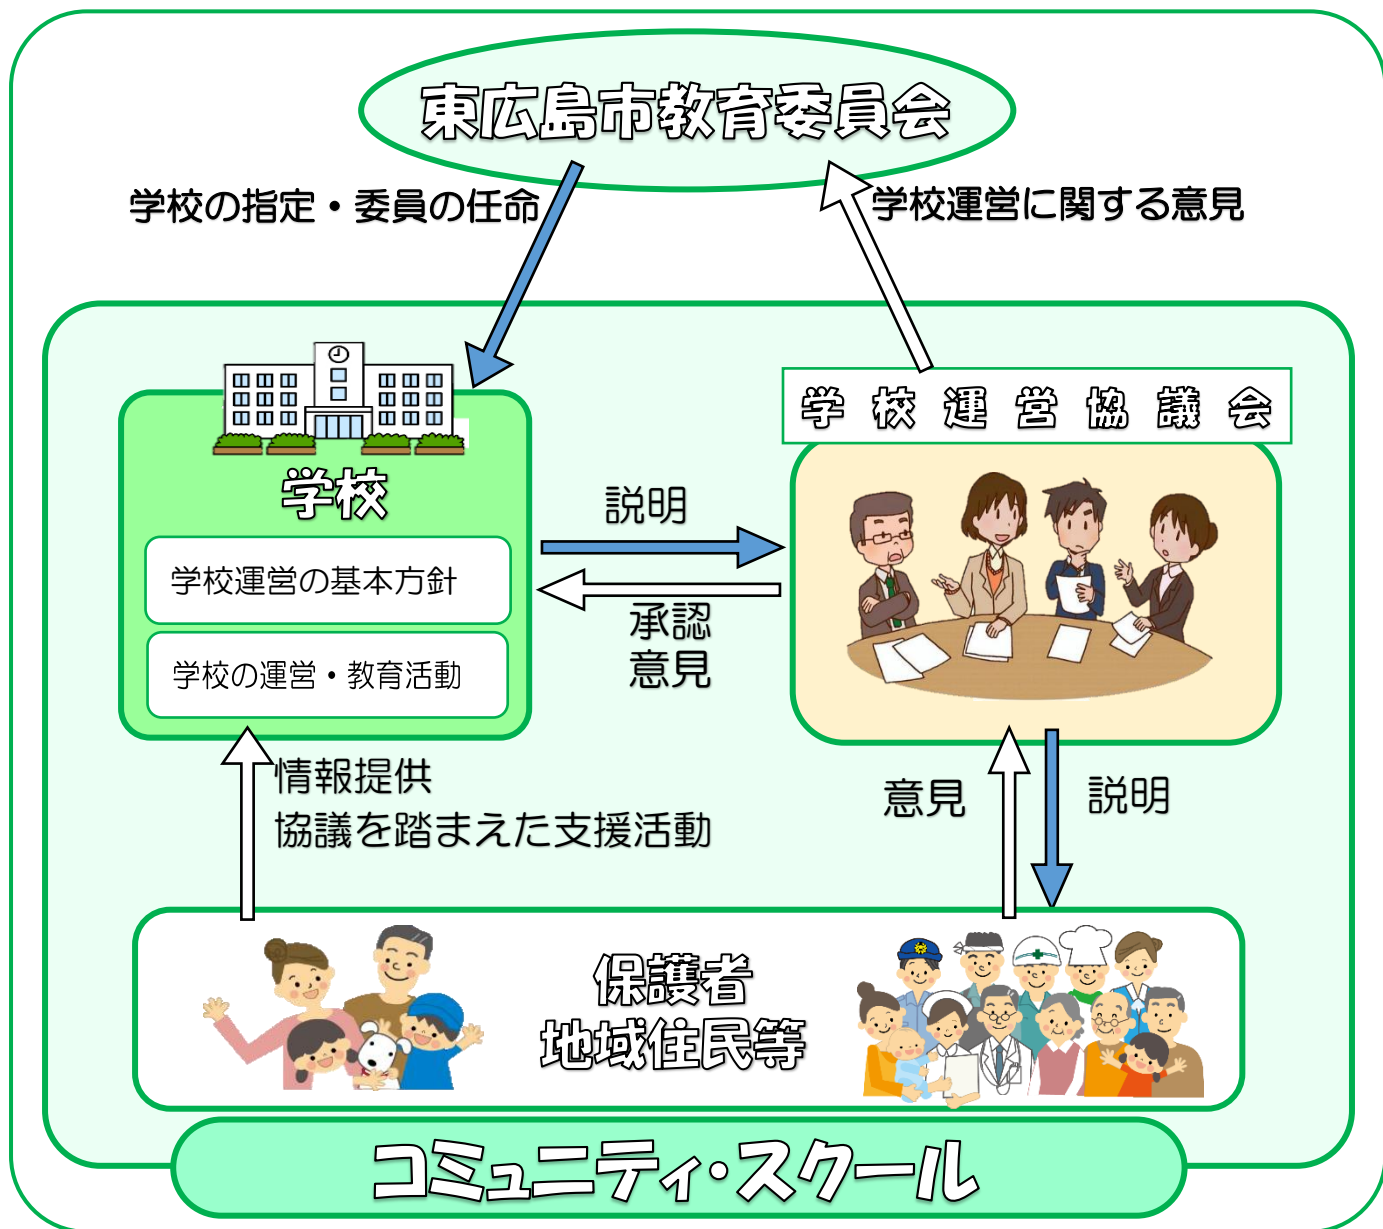 東広島市教育委員会
学校の指定・委員の任命
学校運営に関する意見
学校運営協議会
学校
学校運営の基本方針
学校の運営・教育活動
説明
承認
意見
情報提供
協議を踏まえた支援活動
意見
説明
保護者
地域住民等
コミュニティ・スクール